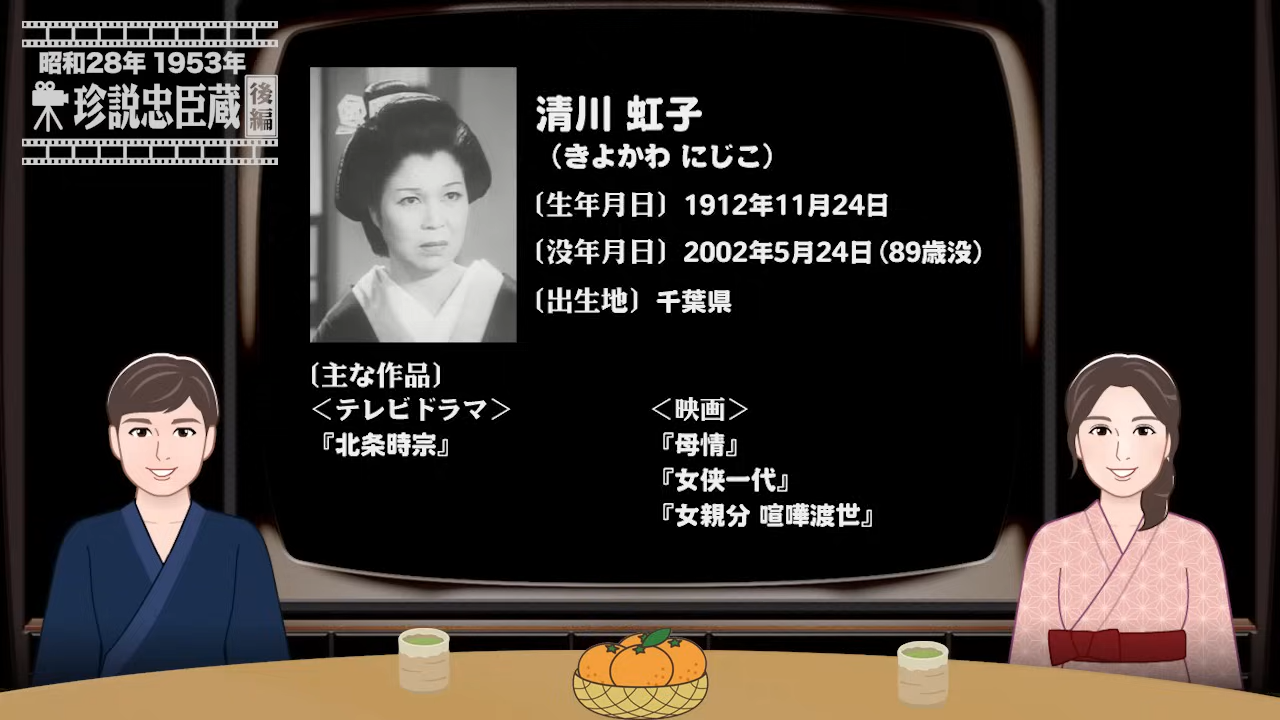 昭和28年 1953年
珍説忠臣蔵
後編
清川 虹子
（きよかわ にじこ）
〔生年月日〕 1912年11月24日
〔没年月日〕 2002年5月24日（89歳没）
〔出生地〕 千葉県
〔主な作品〕
＜テレビドラマ＞
『北条時宗』
＜映画＞
『母情』
『女侠一代』
『女親分 喧嘩渡世』